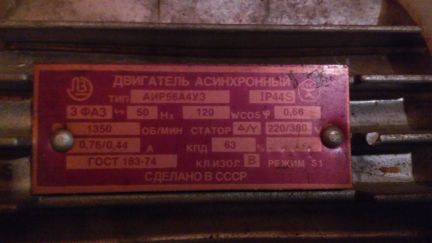 ДВИГАТЕЛЬ АСИНХРОННЫЙ
ТИП АИР56А4У3 IP44S
3 ФАЗ 50 Hz 120 W COS φ 0,66
1350 ОБ/МИН СТАТОР Δ/Y 220/380
0,76/0,44 А КПД 63 %
ГОСТ 183-74 КЛ.ИЗОЛ. В РЕЖИМ S1
СДЕЛАНО В СССР